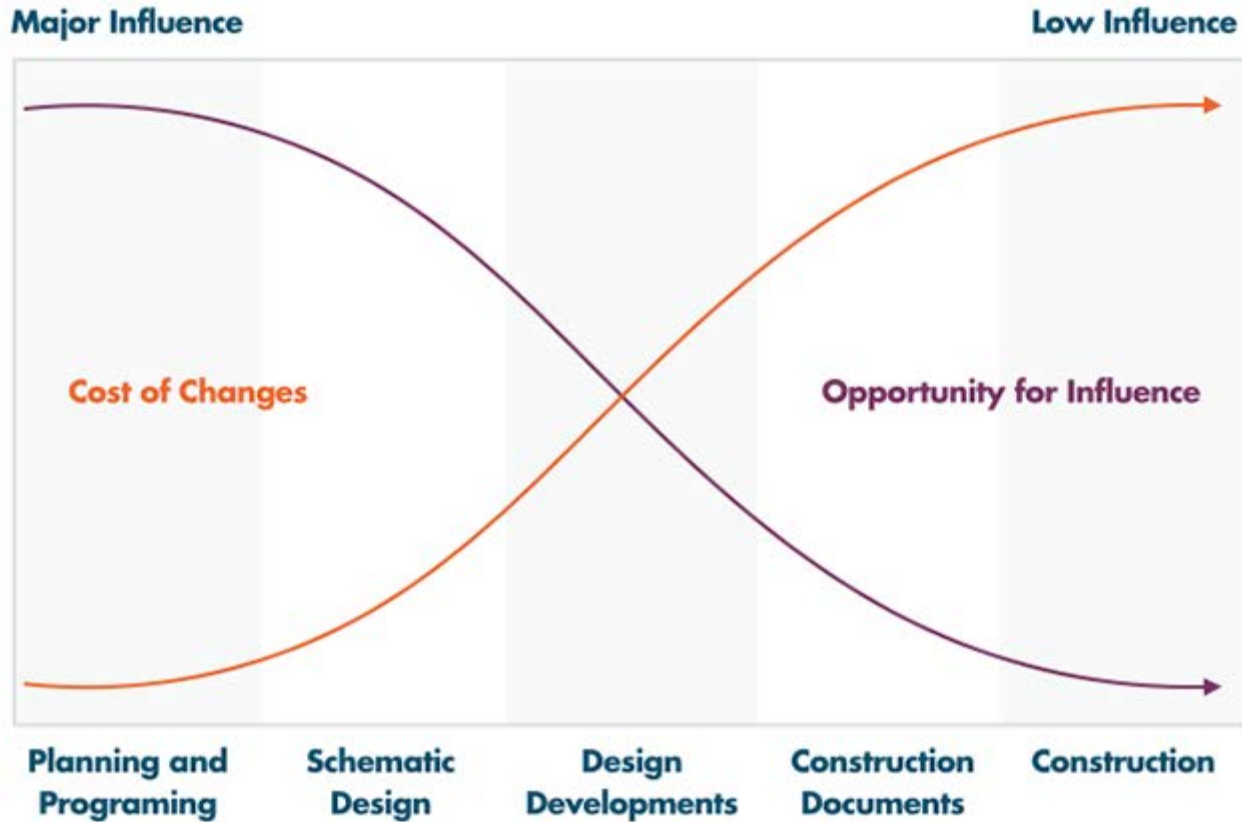 Major Influence
Low Influence
Cost of Changes
Opportunity for Influence
Planning and
Programing
Schematic
Design
Design
Developments
Construction
Documents
Construction